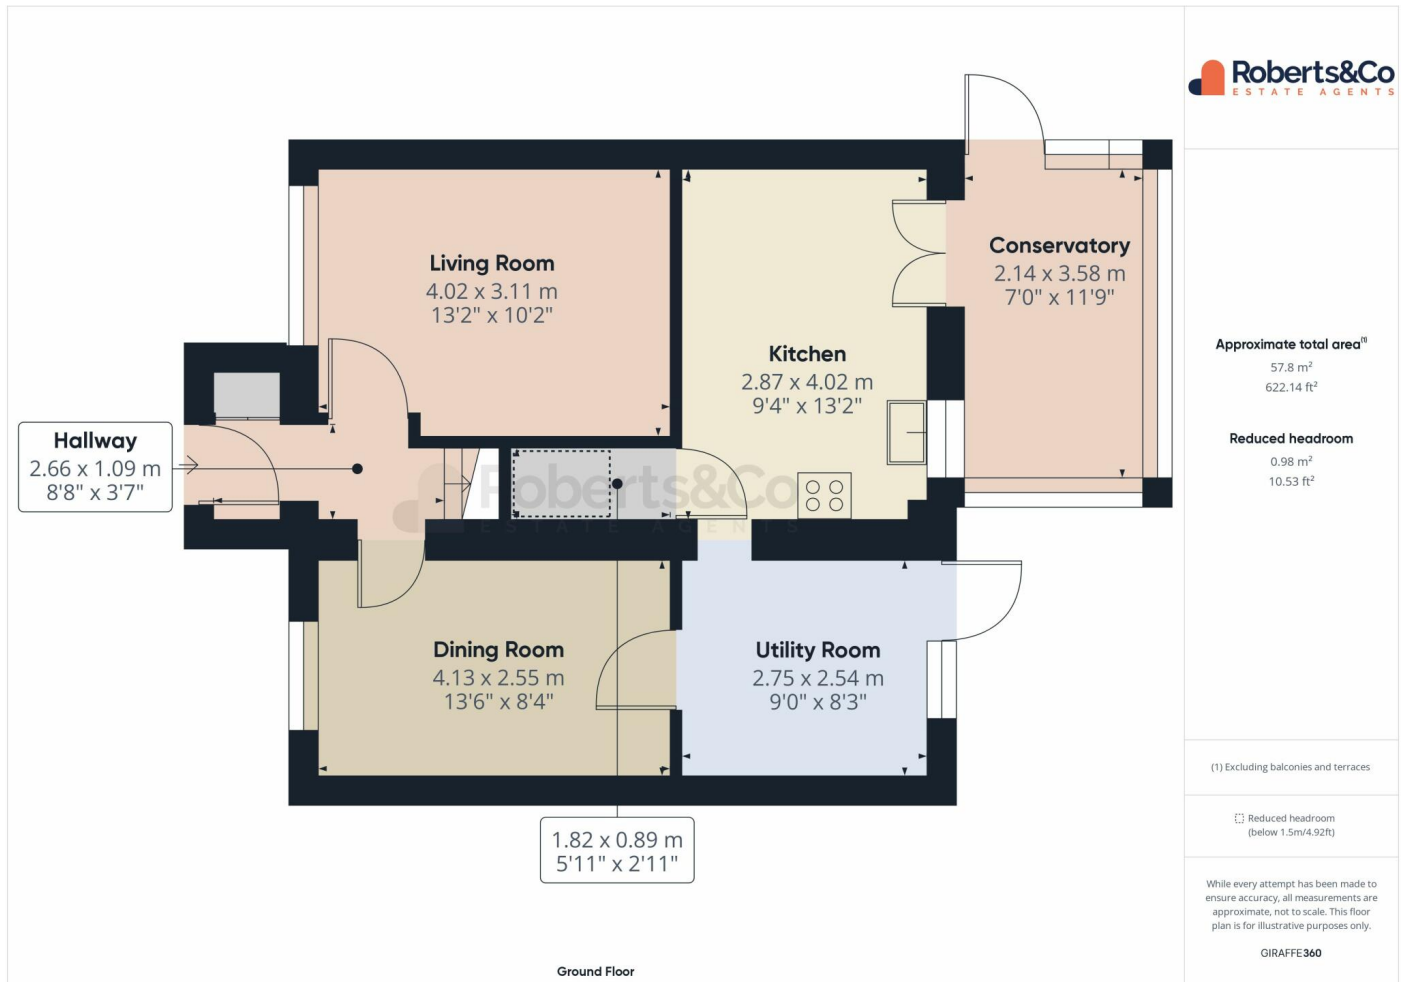 Roberts&Co
ESTATE AGENTS
Living Room
4.02 x 3.11 m
13'2" x 10'2"
Conservatory
2.14 x 3.58 m
7'0" x 11'9"
Kitchen
2.87 x 4.02 m
9'4" x 13'2"
Hallway
2.66 x 1.09 m
8'8" x 3'7"
Roberts&Co
ESTATE AGENTS
Dining Room
4.13 x 2.55 m
13'6" x 8'4"
Utility Room
2.75 x 2.54 m
9'0" x 8'3"
1.82 x 0.89 m
5'11" x 2'11"
Ground Floor
Approximate total area(1)
57.8 m²
622.14 ft²
Reduced headroom
0.98 m²
10.53 ft²
(1) Excluding balconies and terraces
Reduced headroom
(below 1.5m/4.92ft)
While every attempt has been made to
ensure accuracy, all measurements are
approximate, not to scale. This floor
plan is for illustrative purposes only.
GIRAFFE360